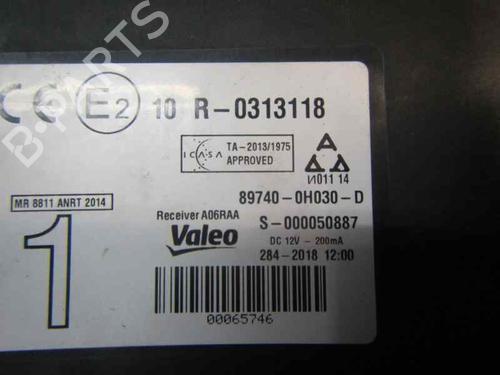 B-PARTS
CE E2 10 R-0313118
ICASA TA-2013/1975
APPROVED
И011 14
MR 8811 ANRT 2014
89740-0H030-D
Receiver A06RAA S-000050887
1
Valeo DC 12V - 200mA
284-2018 12:00
00065746